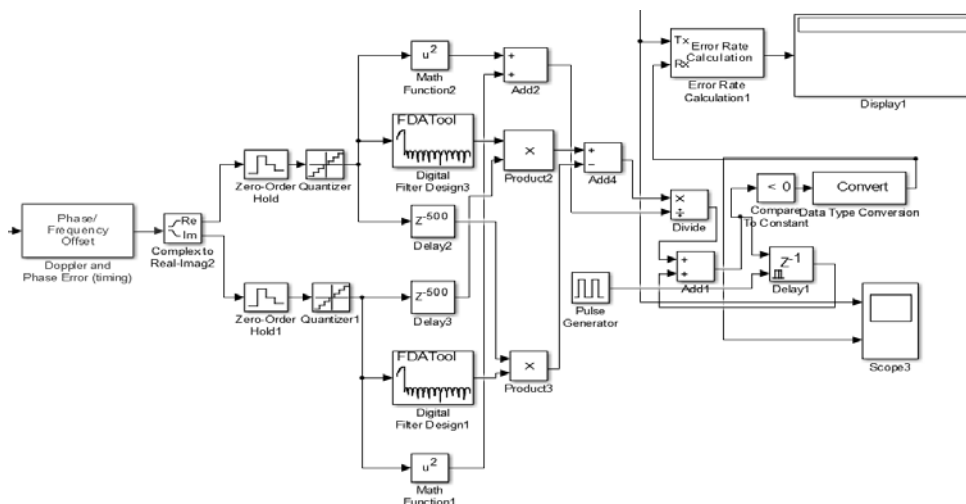 Phase/
Frequency
Offset
Doppler and
Phase Error (timing)
Re
Im
Complex to
Real-Imag2
Zero-Order
Hold
Quantizer
Zero-Order
Hold1
Quantizer1
u²
Math
Function2
FDATool
Digital
Filter Design3
z-500
Delay2
z-500
Delay3
FDATool
Digital
Filter Design1
u²
Math
Function1
+
+
Add2
×
Product2
×
Product3
+
−
Add4
×
÷
Divide
+
+
Add1
Pulse
Generator
Tx
Rx
Error Rate
Calculation
Error Rate
Calculation1
Display1
< 0
Compare
To Constant
Convert
Data Type Conversion
z-1
Delay1
Scope3